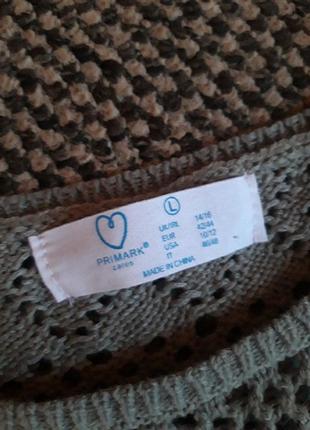 PRIMARK®
cares
L
UK/IRL 14/16
EUR 42/44
USA 10/12
IT 46/48
MADE IN CHINA